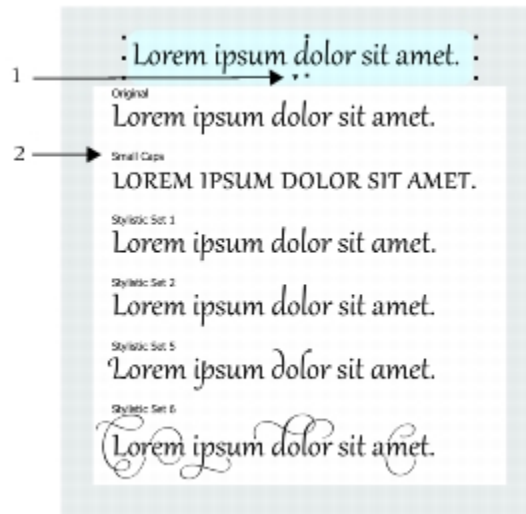 Lorem ipsum dolor sit amet.
1
Original
Lorem ipsum dolor sit amet.
2
Small Caps
LOREM IPSUM DOLOR SIT AMET.
Stylistic Set 1
Lorem ipsum dolor sit amet.
Stylistic Set 2
Lorem ipsum dolor sit amet.
Stylistic Set 5
Lorem ipsum dolor sit amet.
Stylistic Set 6
Lorem ipsum dolor sit amet.